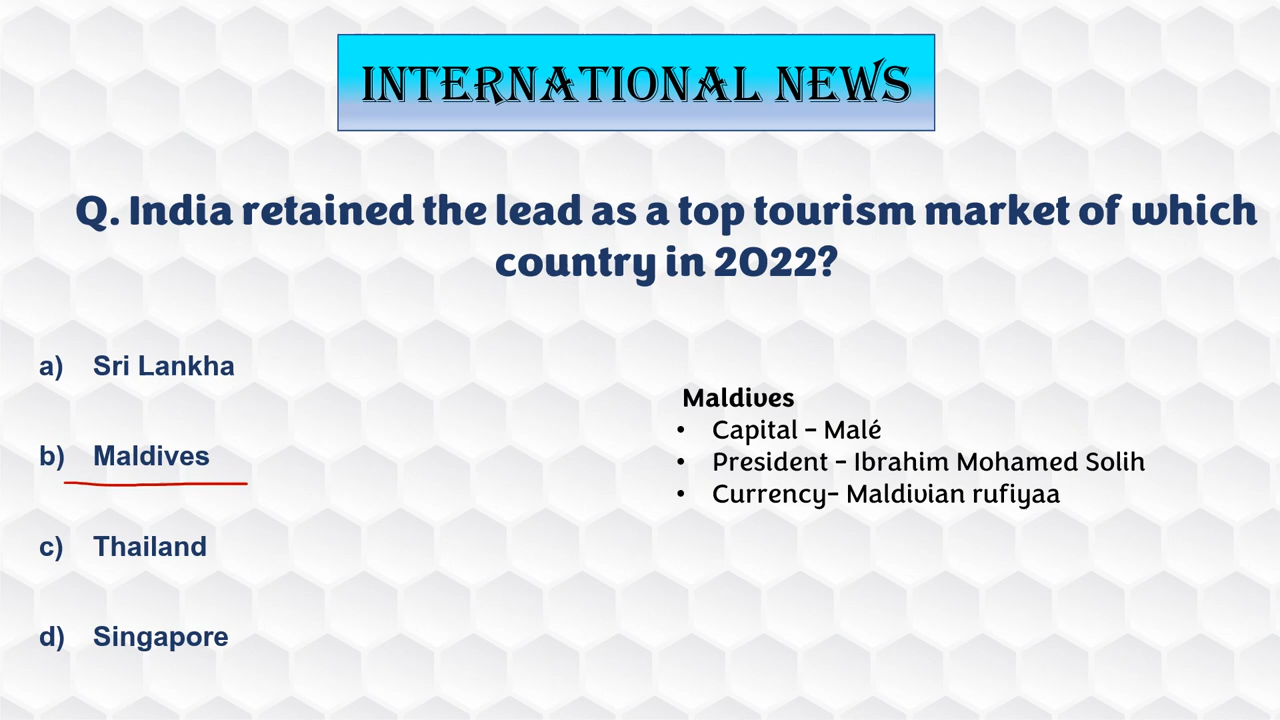 INTERNATIONAL NEWS
Q. India retained the lead as a top tourism market of which
country in 2022?
a) Sri Lankha
b) Maldives
c) Thailand
d) Singapore
Maldives
• Capital – Malé
• President – Ibrahim Mohamed Solih
• Currency– Maldivian rufiyaa